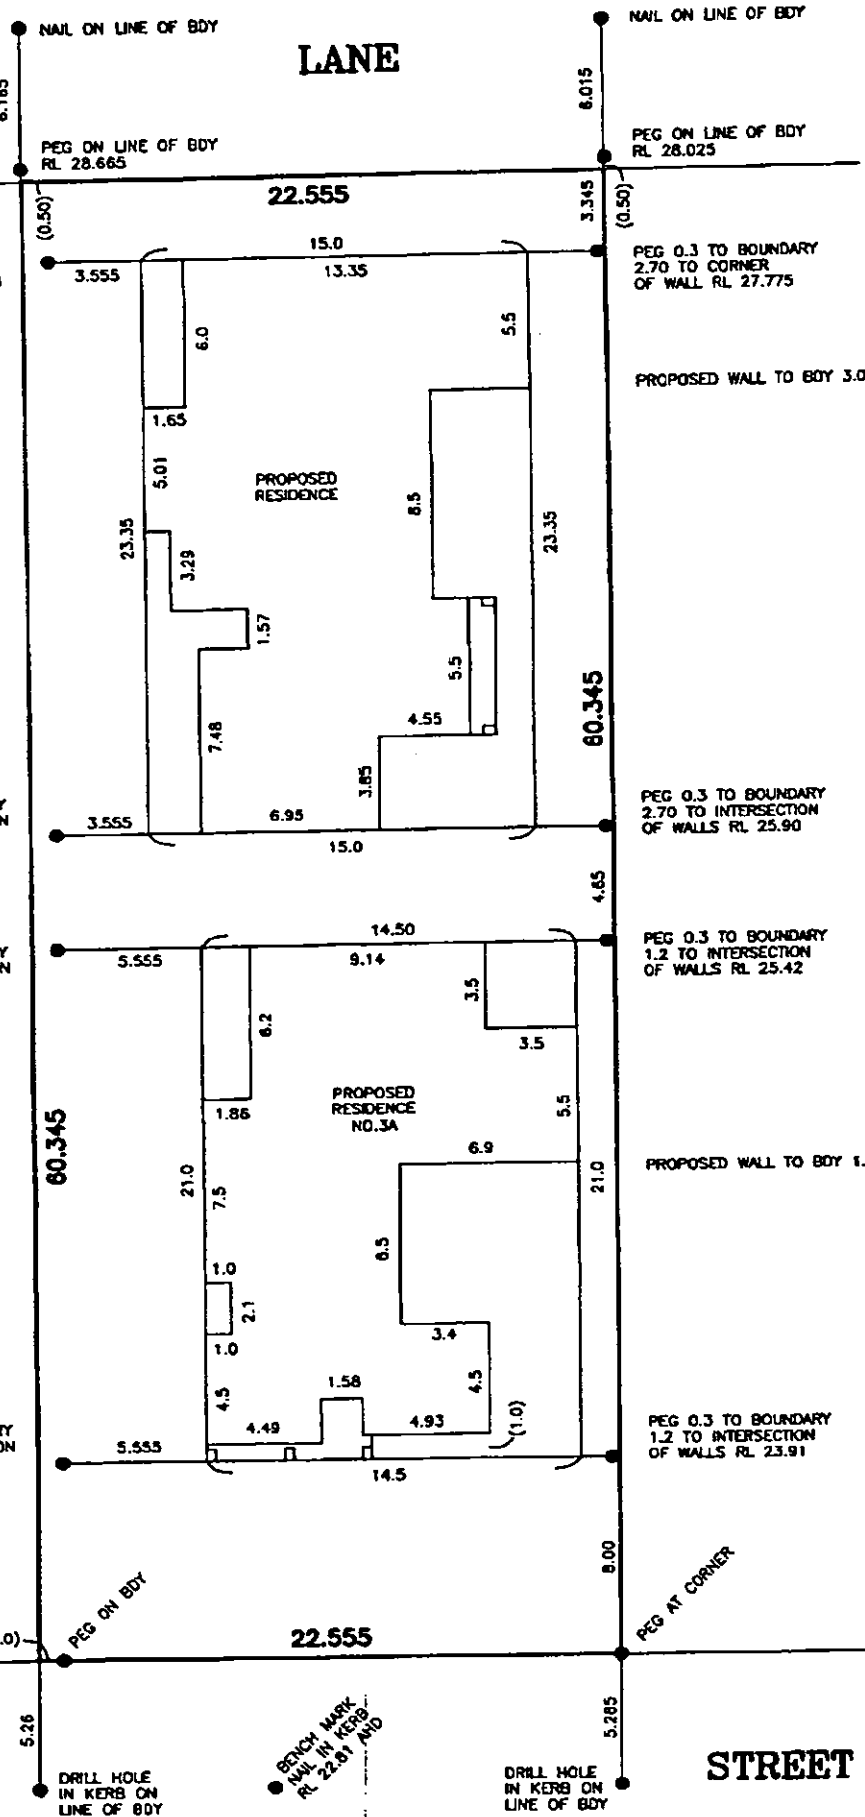 NAIL ON LINE OF BDY
NAIL ON LINE OF BDY
LANE
6.015
PEG ON LINE OF BDY
RL 28.665
PEG ON LINE OF BDY
RL 28.025
22.555
(0.50)
3.345
(0.50)
15.0
3.555
13.35
PEG 0.3 TO BOUNDARY
2.70 TO CORNER
OF WALL RL 27.775
6.0
5.5
PROPOSED WALL TO BDY 3.0
1.65
5.01
PROPOSED
RESIDENCE
8.5
23.35
23.35
3.29
1.57
5.5
60.345
4.55
7.48
3.85
PEG 0.3 TO BOUNDARY
2.70 TO INTERSECTION
OF WALLS RL 25.90
3.555
6.95
15.0
4.65
14.50
5.555
9.14
PEG 0.3 TO BOUNDARY
1.2 TO INTERSECTION
OF WALLS RL 25.42
3.5
3.5
6.2
PROPOSED
RESIDENCE
NO.3A
1.86
5.5
60.345
6.9
PROPOSED WALL TO BDY 1.
21.0
7.5
21.0
6.5
1.0
2.1
1.0
3.4
1.58
4.5
4.5
4.49
4.93
(1.0)
PEG 0.3 TO BOUNDARY
1.2 TO INTERSECTION
OF WALLS RL 23.91
5.555
14.5
8.00
PEG ON BDY
PEG AT CORNER
.0)
22.555
5.26
5.285
BENCH MARK
NAIL IN KERB
RL 22.81 AHD
STREET
DRILL HOLE
IN KERB ON
LINE OF BDY
DRILL HOLE
IN KERB ON
LINE OF BDY